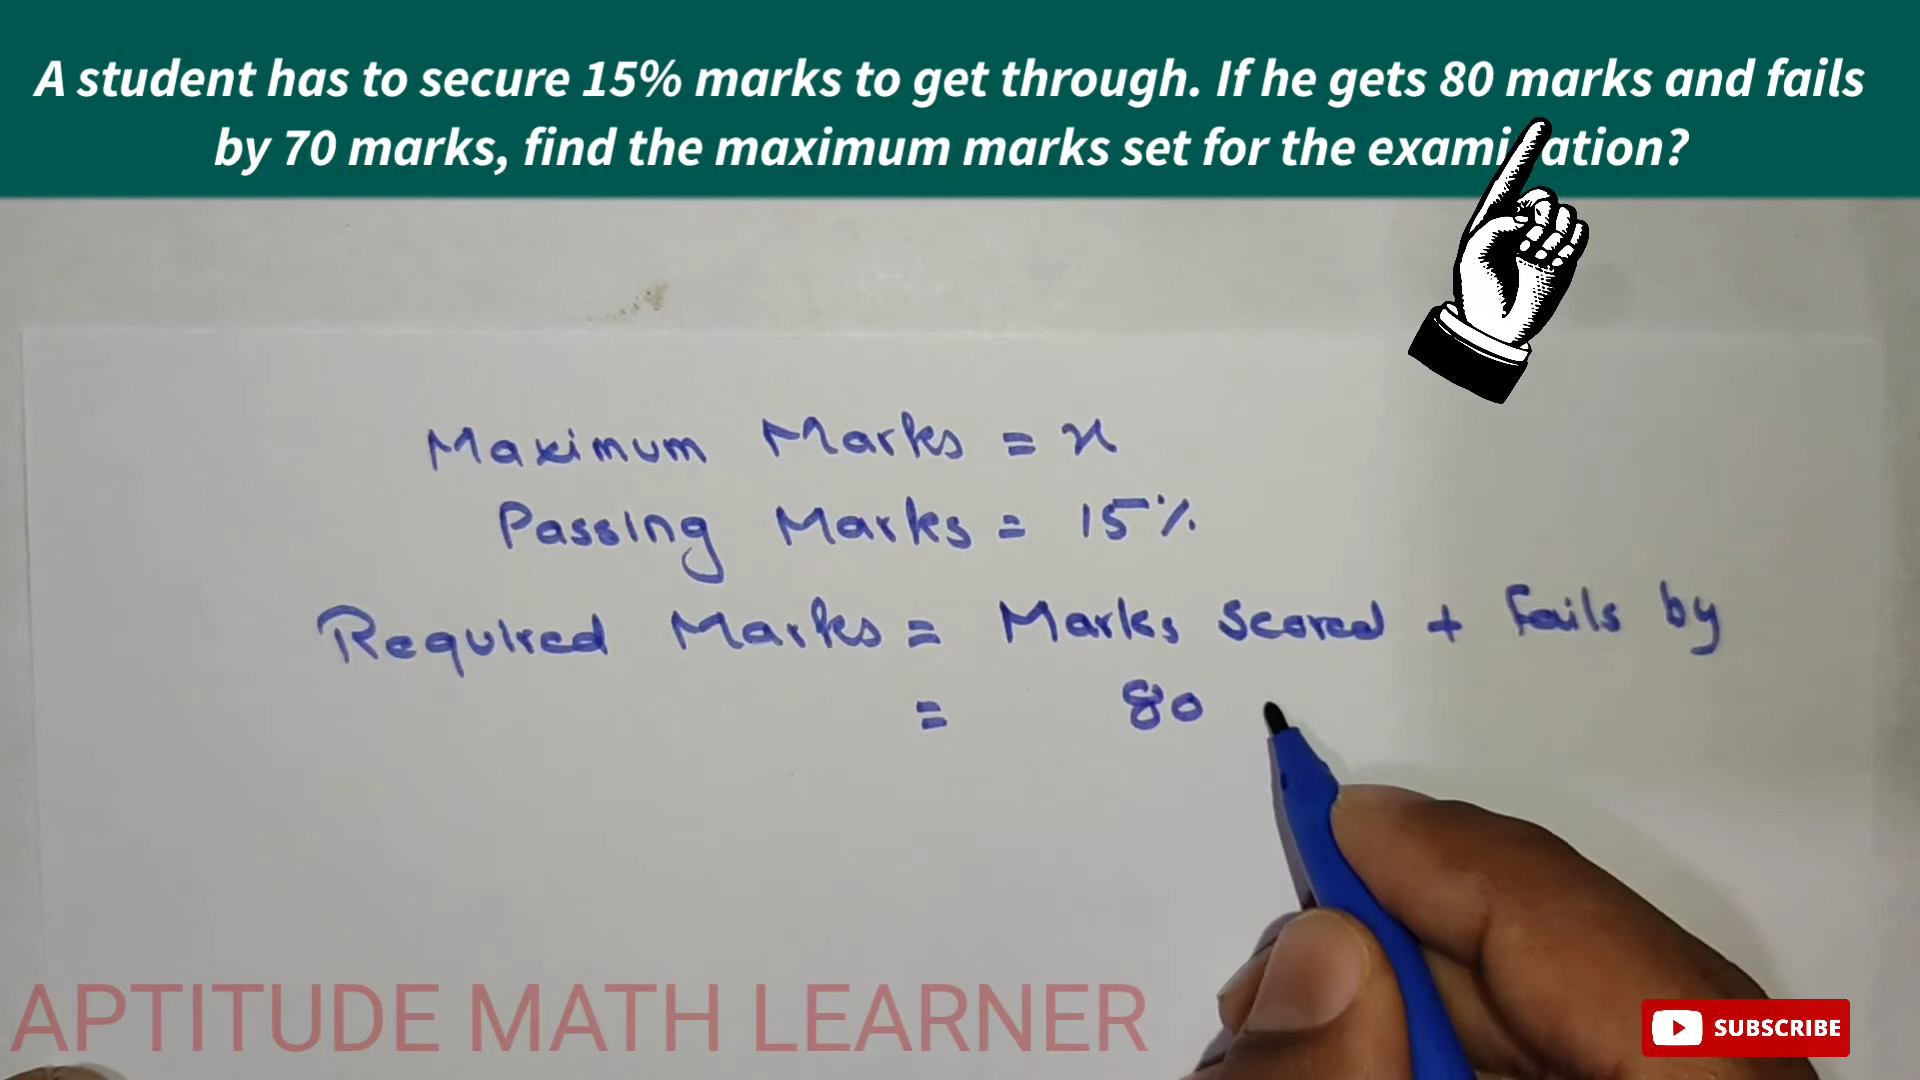 A student has to secure 15% marks to get through. If he gets 80 marks and fails
by 70 marks, find the maximum marks set for the examination?
Maximum Marks = x
Passing Marks = 15%
Required Marks = Marks Scored + Fails by
= 80
APTITUDE MATH LEARNER
SUBSCRIBE